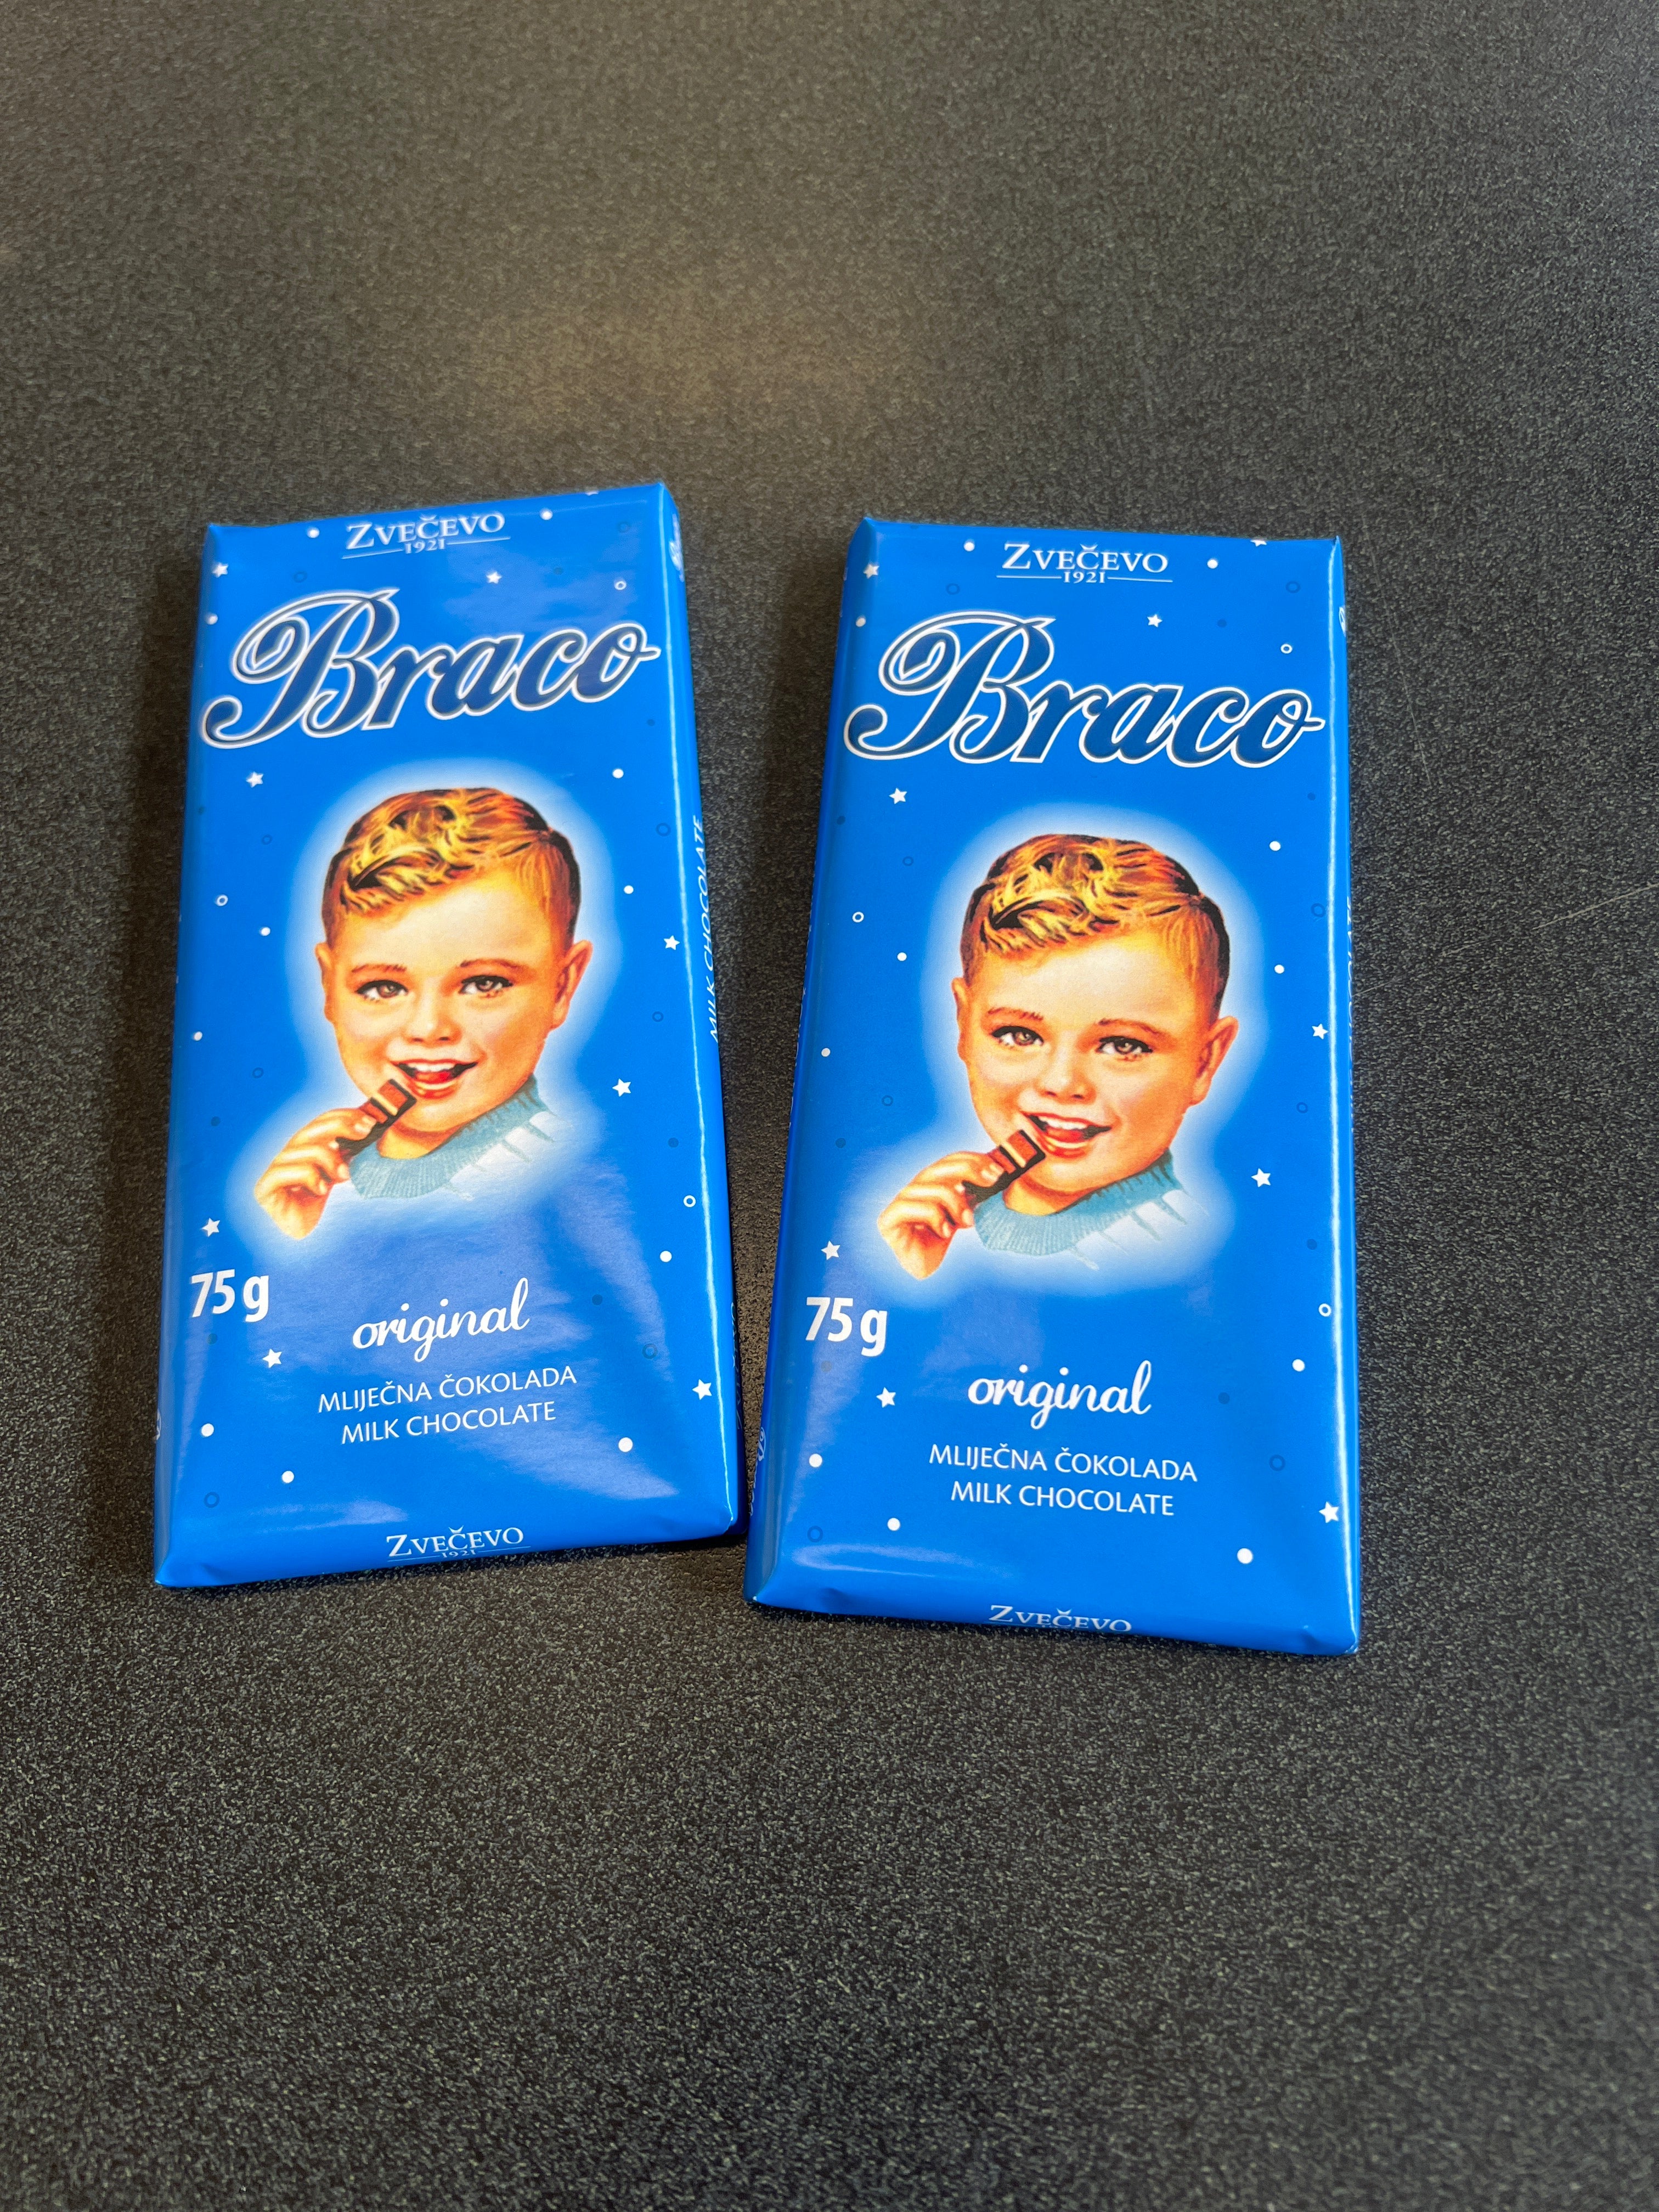 ZVEČEVO
1921
Braco
75 g
original
MLIJEČNA ČOKOLADA
MILK CHOCOLATE
ZVEČEVO
1921
MILK CHOCOLATE
ZVEČEVO
1921
Braco
75 g
original
MLIJEČNA ČOKOLADA
MILK CHOCOLATE
ZVEČEVO